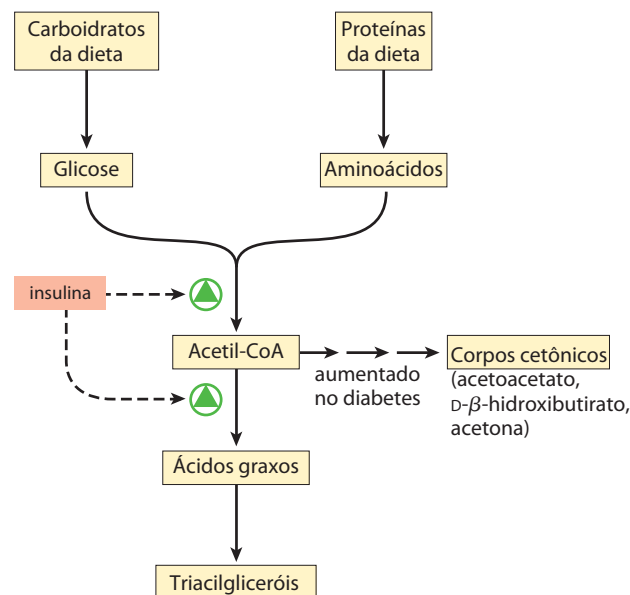 Carboidratos
da dieta
Proteínas
da dieta
Glicose
Aminoácidos
insulina
Acetil-CoA
aumentado
no diabetes
Corpos cetônicos
(acetoacetato,
D-β-hidroxibutirato,
acetona)
Ácidos graxos
Triacilgliceróis